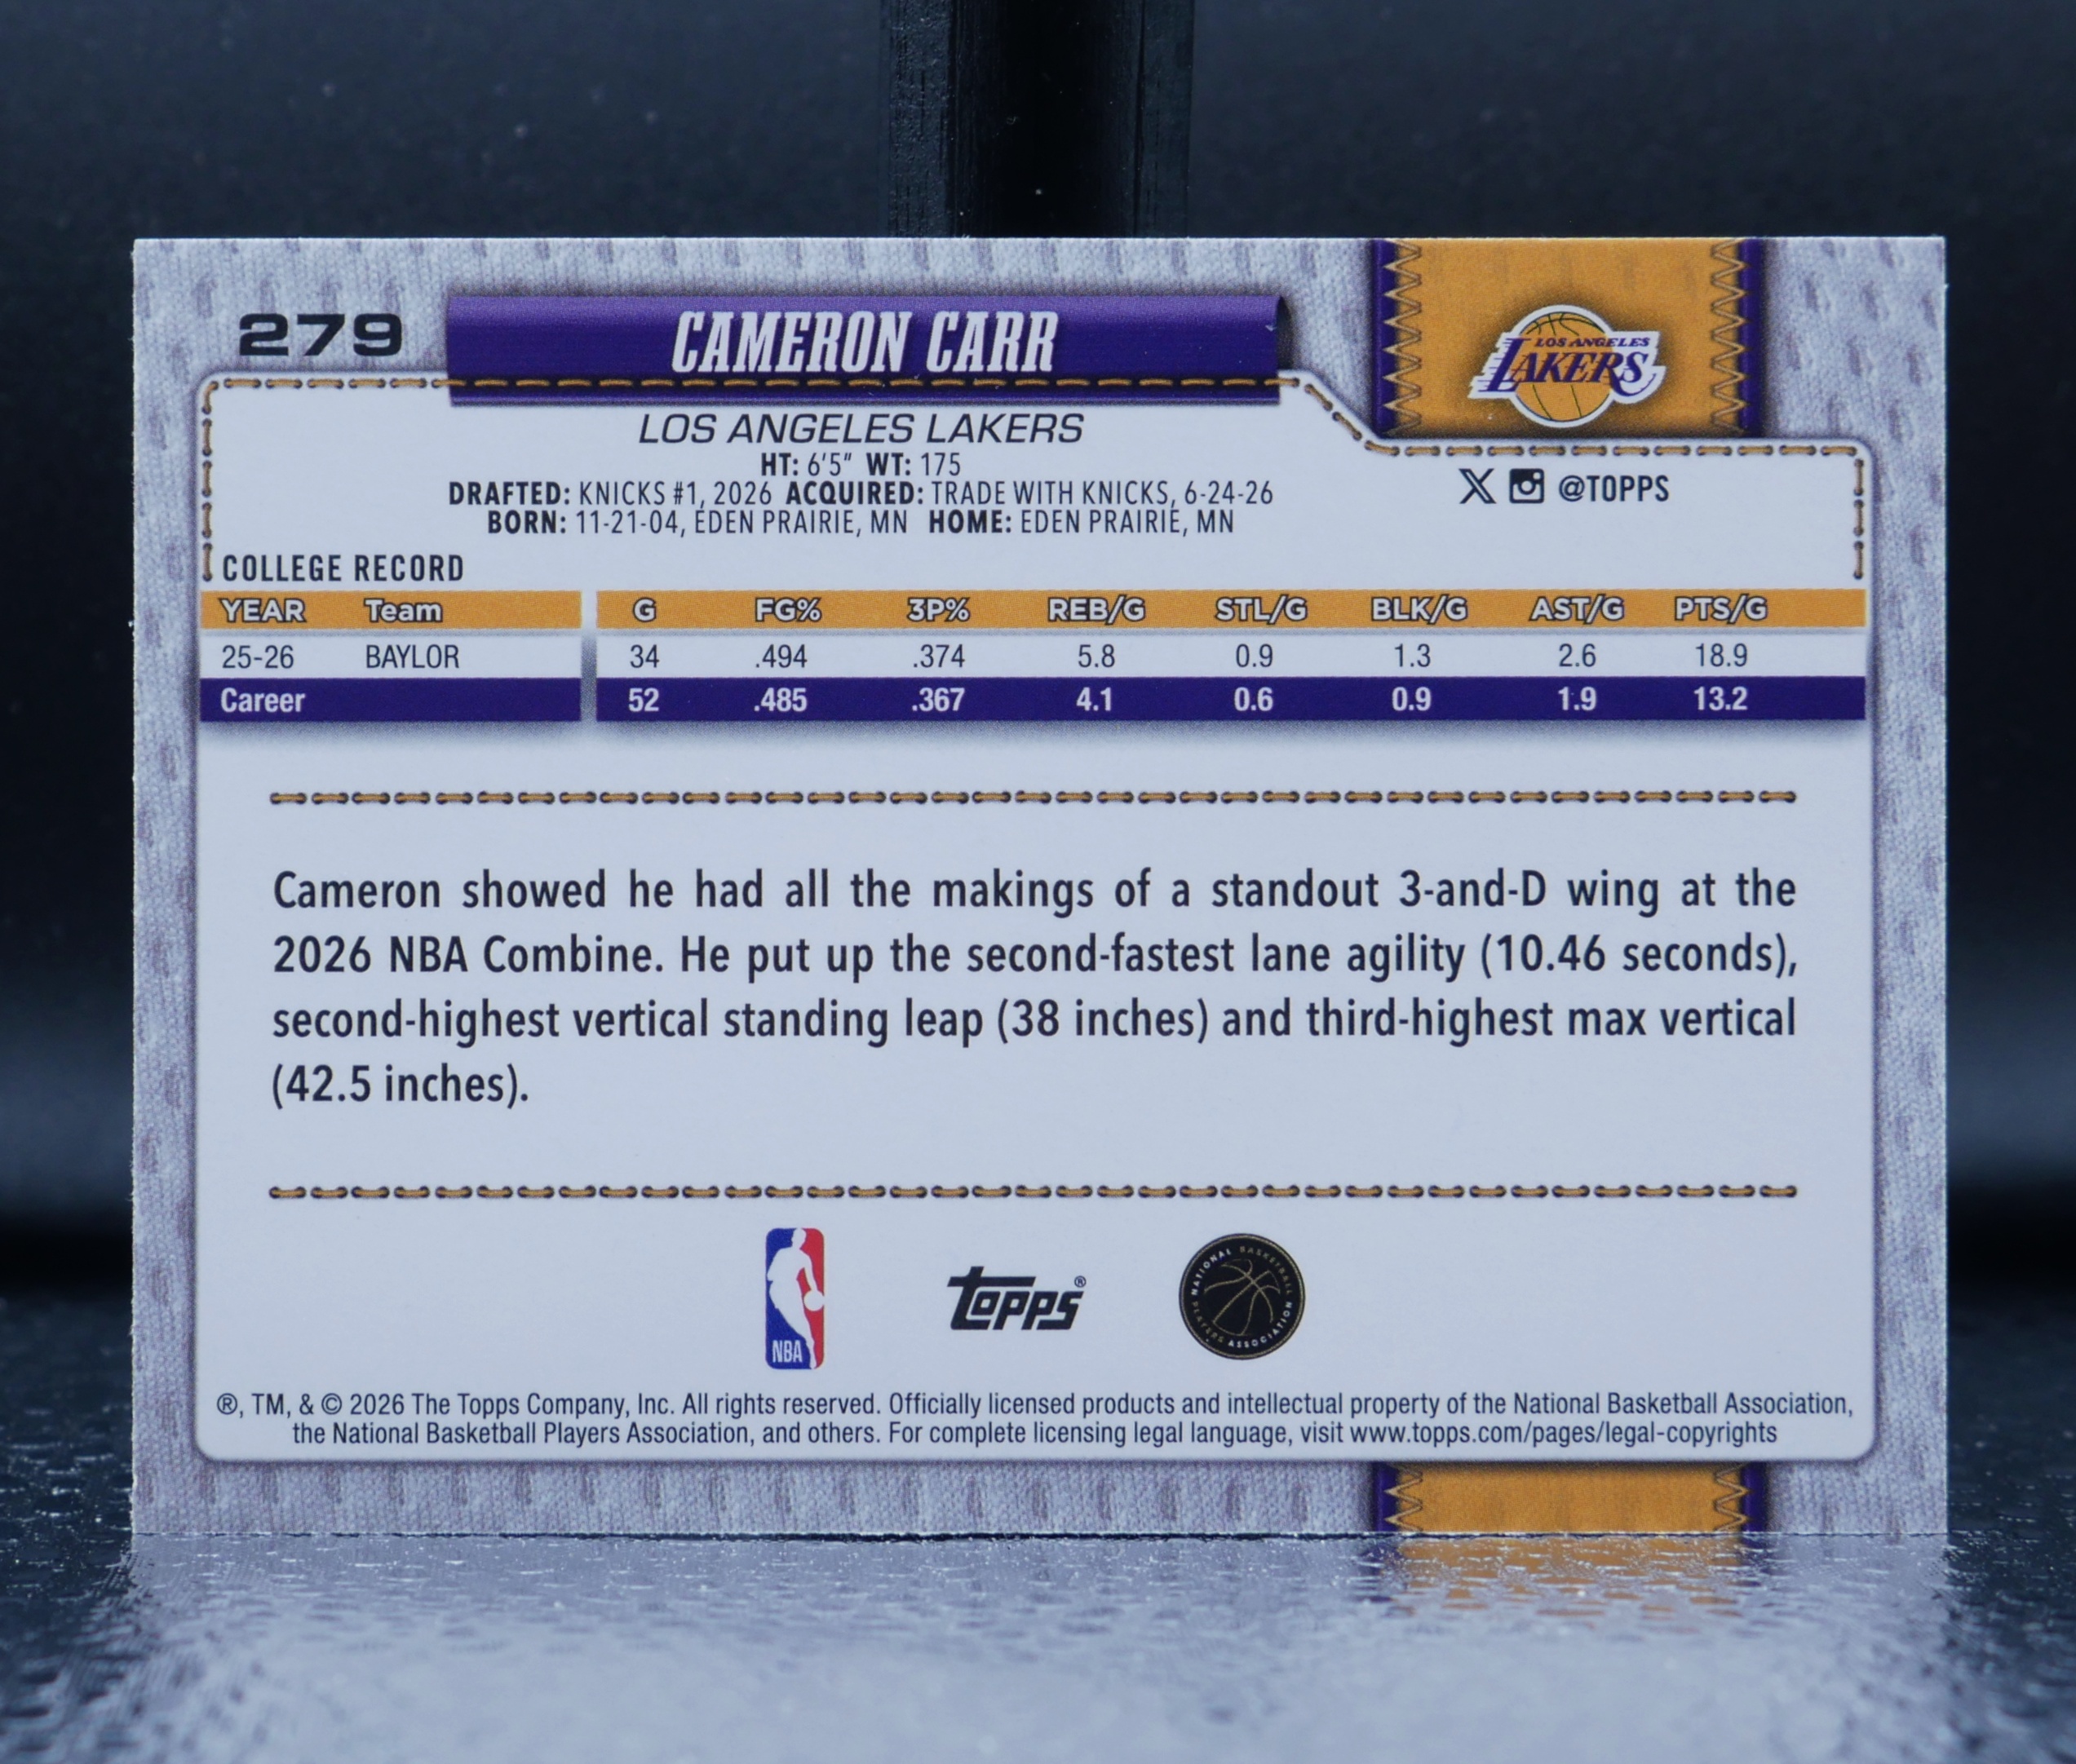 279
CAMERON CARR
LOS ANGELES LAKERS
LOS ANGELES LAKERS
HT: 6'5" WT: 175
DRAFTED: KNICKS #1, 2026 ACQUIRED: TRADE WITH KNICKS, 6-24-26
BORN: 11-21-04, EDEN PRAIRIE, MN HOME: EDEN PRAIRIE, MN
X @TOPPS
COLLEGE RECORD
YEAR Team G FG% 3P% REB/G STL/G BLK/G AST/G PTS/G
25-26 BAYLOR 34 .494 .374 5.8 0.9 1.3 2.6 18.9
Career 52 .485 .367 4.1 0.6 0.9 1.9 13.2
Cameron showed he had all the makings of a standout 3-and-D wing at the
2026 NBA Combine. He put up the second-fastest lane agility (10.46 seconds),
second-highest vertical standing leap (38 inches) and third-highest max vertical
(42.5 inches).
NBA
topps®
NATIONAL BASKETBALL PLAYERS ASSOCIATION
®, TM, & © 2026 The Topps Company, Inc. All rights reserved. Officially licensed products and intellectual property of the National Basketball Association,
the National Basketball Players Association, and others. For complete licensing legal language, visit www.topps.com/pages/legal-copyrights